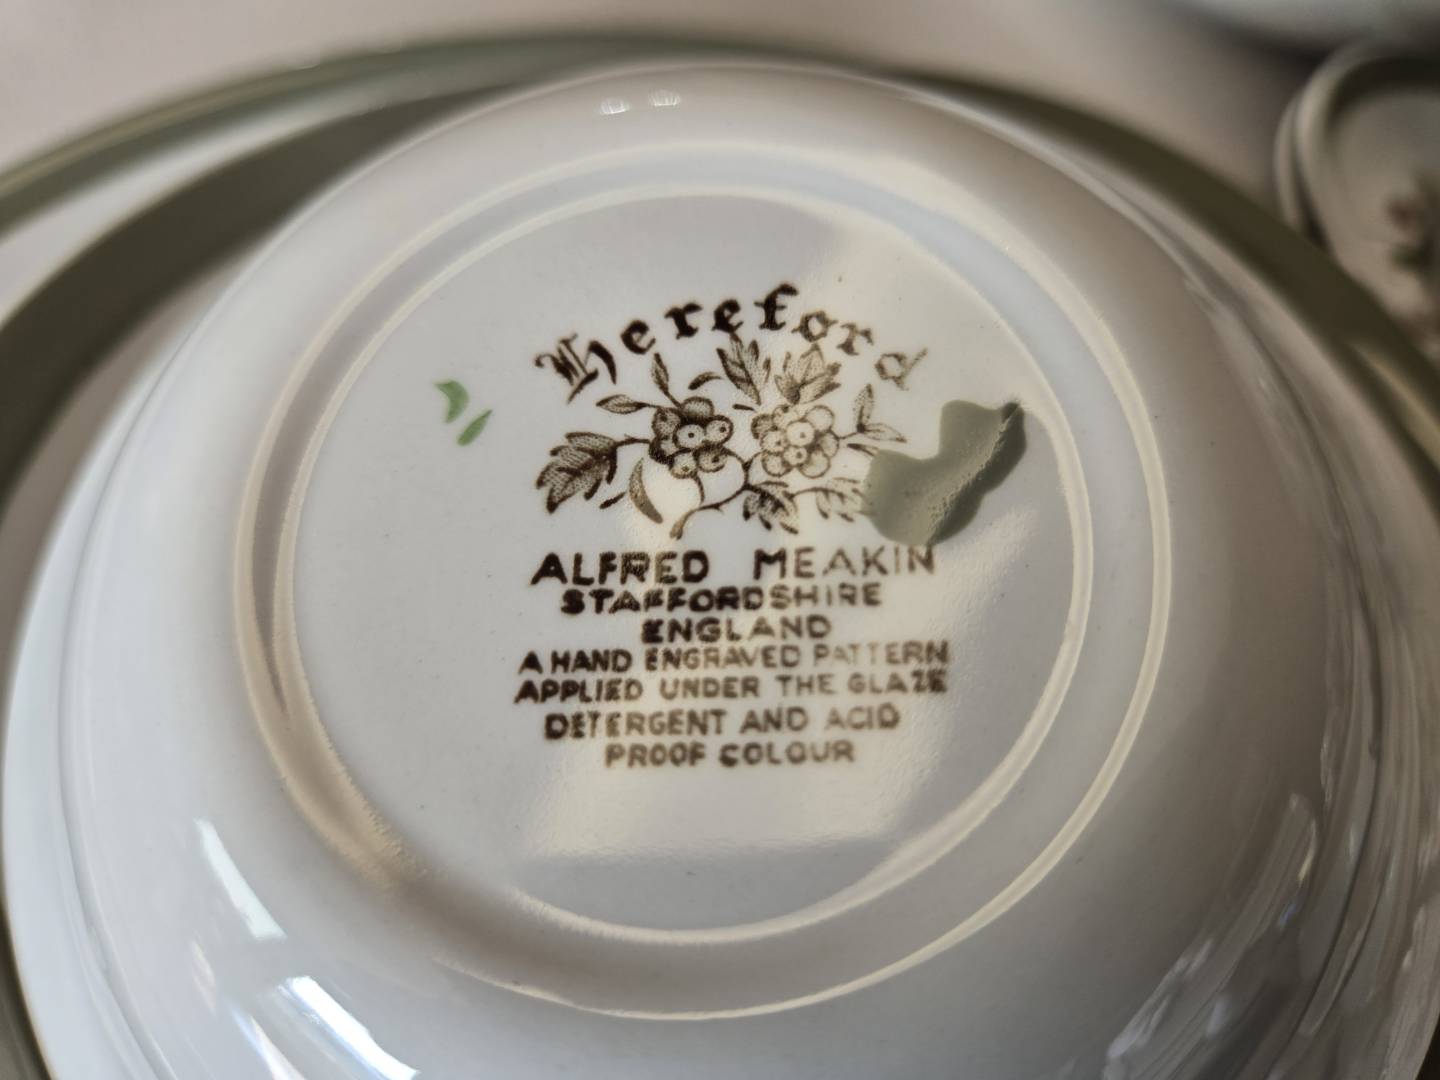 Hereford
ALFRED MEAKIN
STAFFORDSHIRE
ENGLAND
A HAND ENGRAVED PATTERN
APPLIED UNDER THE GLAZE
DETERGENT AND ACID
PROOF COLOUR